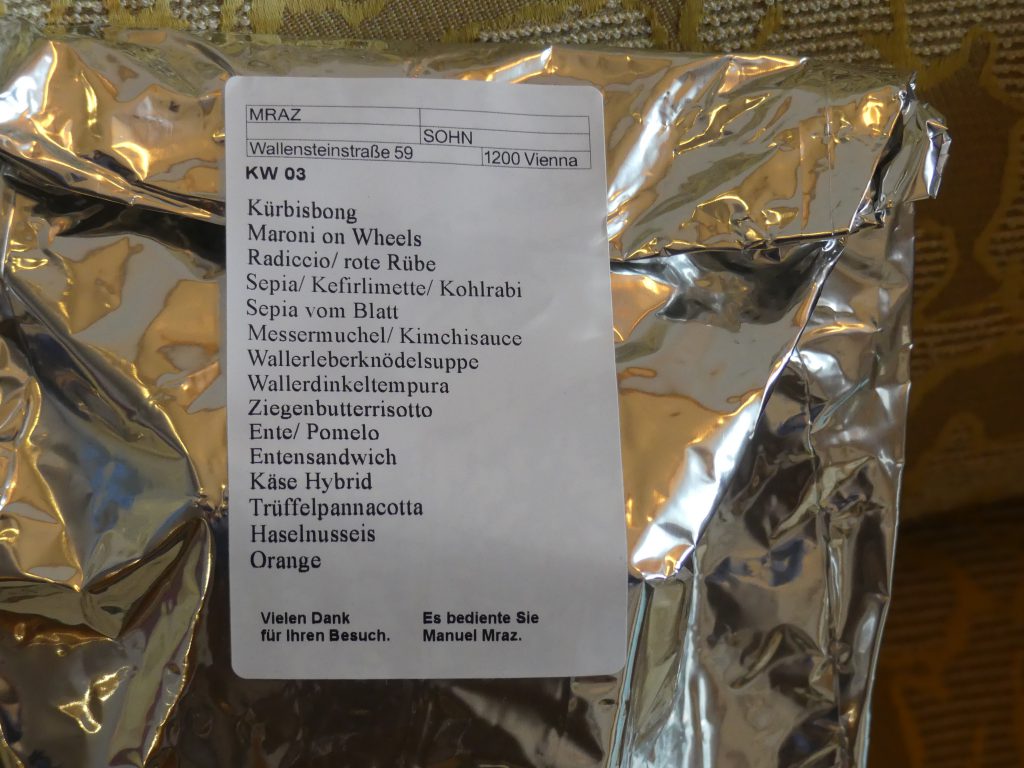 MRAZ
SOHN
Wallensteinstraße 59 1200 Vienna
KW 03
Kürbisbong
Maroni on Wheels
Radiccio/ rote Rübe
Sepia/ Kefirlimette/ Kohlrabi
Sepia vom Blatt
Messermuchel/ Kimchisauce
Wallerleberknödelsuppe
Wallerdinkeltempura
Ziegenbutterrisotto
Ente/ Pomelo
Entensandwich
Käse Hybrid
Trüffelpannacotta
Haselnusseis
Orange
Vielen Dank
für Ihren Besuch.
Es bediente Sie
Manuel Mraz.